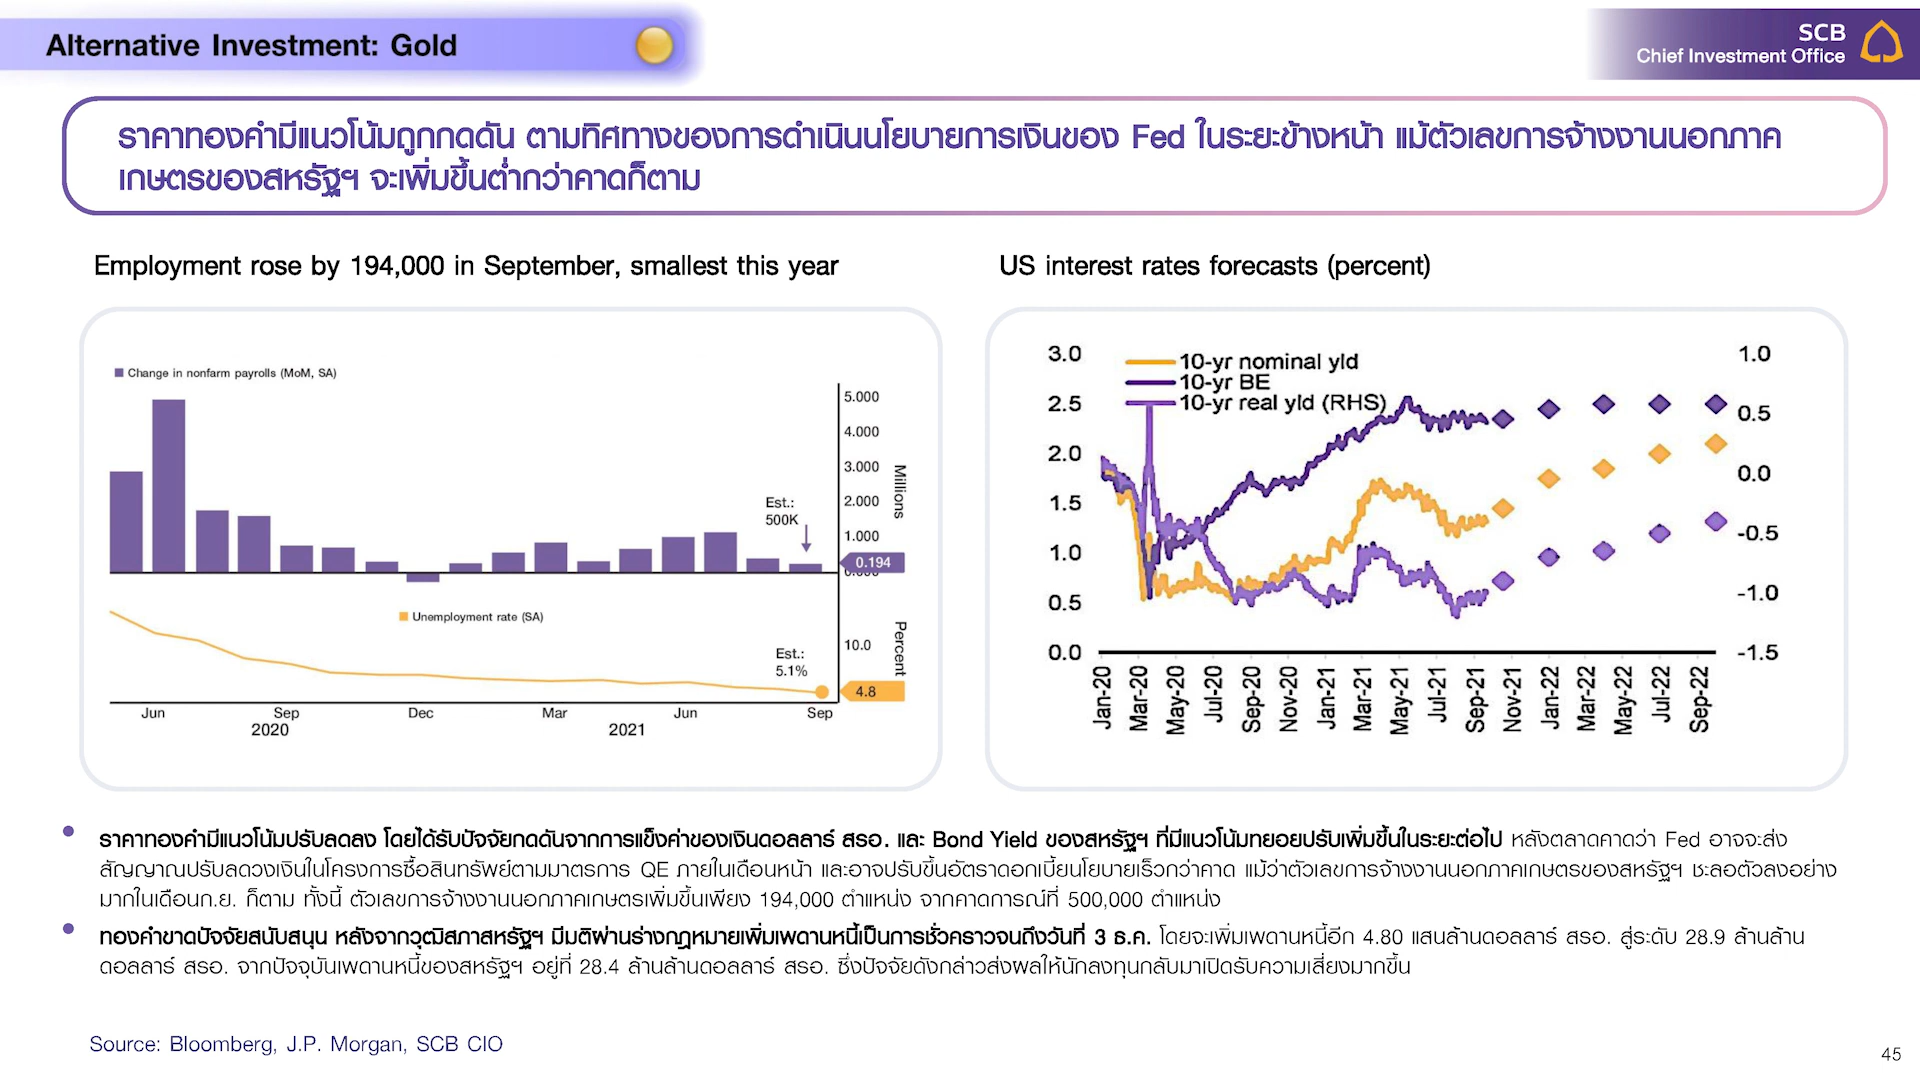 Alternative Investment: Gold
SCB
Chief Investment Office
ราคาทองคำมีแนวโน้มถูกกดดัน ตามทิศทางของการดำเนินนโยบายการเงินของ Fed ในระยะข้างหน้า แม้ตัวเลขการจ้างงานนอกภาค
เกษตรของสหรัฐฯ จะเพิ่มขึ้นต่ำกว่าคาดก็ตาม
Employment rose by 194,000 in September, smallest this year
Change in nonfarm payrolls (MoM, SA)
5.000
4.000
3.000
2.000
1.000
0.000
Millions
Est.:
500K
0.194
Unemployment rate (SA)
10.0
Percent
Est.:
5.1%
4.8
Jun Sep Dec Mar Jun Sep
2020 2021
US interest rates forecasts (percent)
10-yr nominal yld
10-yr BE
10-yr real yld (RHS)
3.0
2.5
2.0
1.5
1.0
0.5
0.0
1.0
0.5
0.0
-0.5
-1.0
-1.5
Jan-20 Mar-20 May-20 Jul-20 Sep-20 Nov-20 Jan-21 Mar-21 May-21 Jul-21 Sep-21 Nov-21 Jan-22 Mar-22 May-22 Jul-22 Sep-22
• ราคาทองคำมีแนวโน้มปรับลดลง โดยได้รับปัจจัยกดดันจากการแข็งค่าของเงินดอลลาร์ สรอ. และ Bond Yield ของสหรัฐฯ ที่มีแนวโน้มทยอยปรับเพิ่มขึ้นในระยะต่อไป หลังตลาดคาดว่า Fed อาจจะส่ง
สัญญาณปรับลดวงเงินในโครงการซื้อสินทรัพย์ตามมาตรการ QE ภายในเดือนหน้า และอาจปรับขึ้นอัตราดอกเบี้ยนโยบายเร็วกว่าคาด แม้ว่าตัวเลขการจ้างงานนอกภาคเกษตรของสหรัฐฯ ชะลอตัวลงอย่าง
มากในเดือนก.ย. ก็ตาม ทั้งนี้ ตัวเลขการจ้างงานนอกภาคเกษตรเพิ่มขึ้นเพียง 194,000 ตำแหน่ง จากคาดการณ์ที่ 500,000 ตำแหน่ง
• ทองคำขาดปัจจัยสนับสนุน หลังจากวุฒิสภาสหรัฐฯ มีมติผ่านร่างกฎหมายเพิ่มเพดานหนี้เป็นการชั่วคราวจนถึงวันที่ 3 ธ.ค. โดยจะเพิ่มเพดานหนี้อีก 4.80 แสนล้านดอลลาร์ สรอ. สู่ระดับ 28.9 ล้านล้าน
ดอลลาร์ สรอ. จากปัจจุบันเพดานหนี้ของสหรัฐฯ อยู่ที่ 28.4 ล้านล้านดอลลาร์ สรอ. ซึ่งปัจจัยดังกล่าวส่งผลให้นักลงทุนกลับมาเปิดรับความเสี่ยงมากขึ้น
Source: Bloomberg, J.P. Morgan, SCB CIO
45